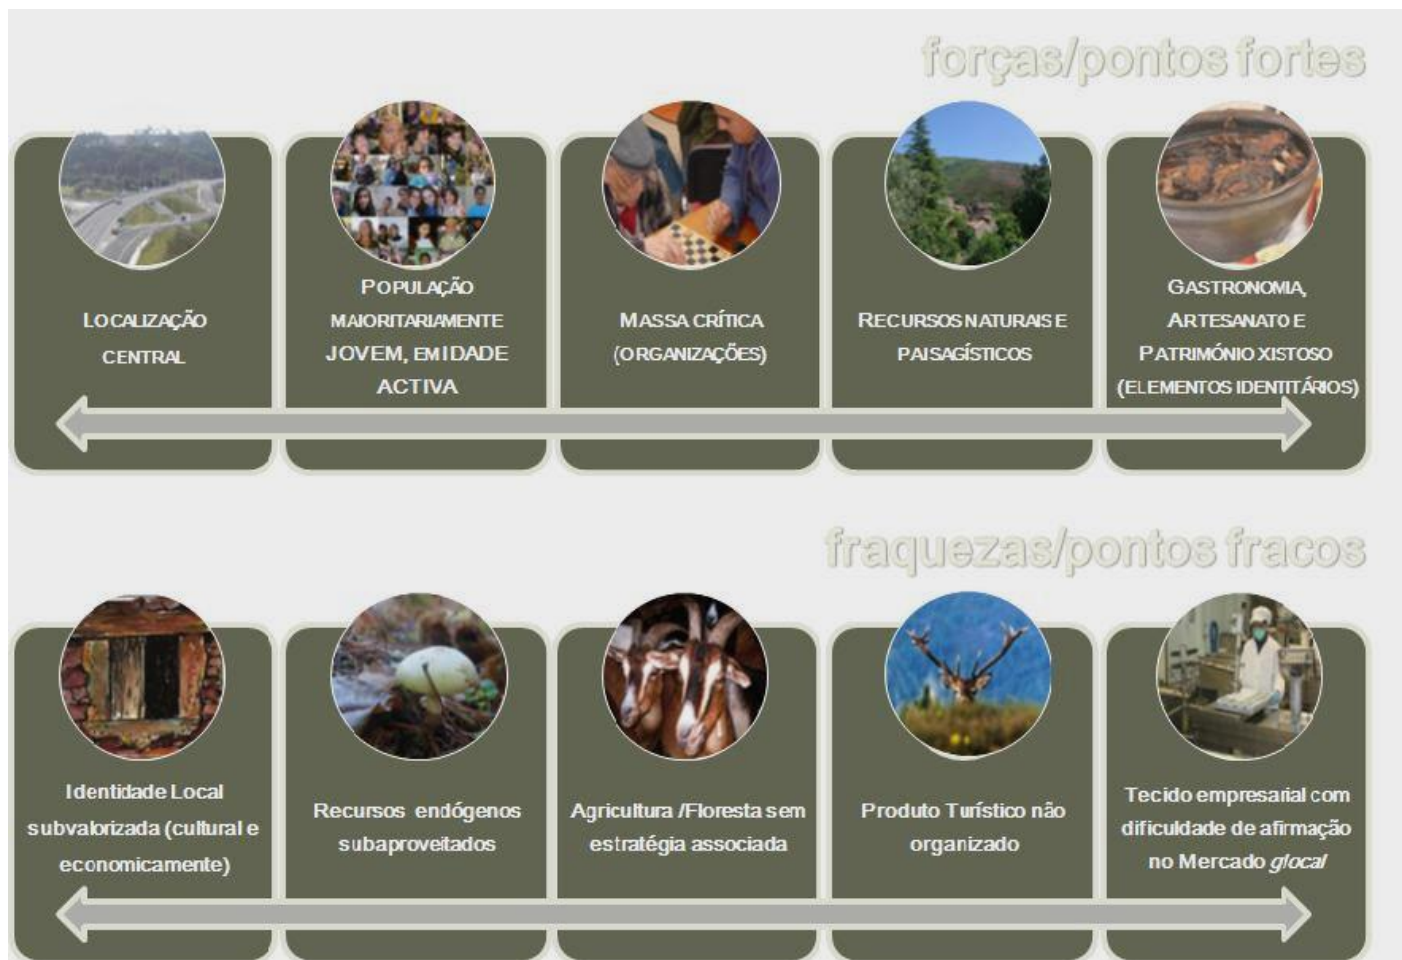 forças/pontos fortes
LOCALIZAÇÃO
CENTRAL
POPULAÇÃO
MAIORITARIAMENTE
JOVEM, EM IDADE
ACTIVA
MASSA CRÍTICA
(ORGANIZAÇÕES)
RECURSOS NATURAIS E
PAISAGÍSTICOS
GASTRONOMIA,
ARTESANATO E
PATRIMÓNIO XISTOSO
(ELEMENTOS IDENTITÁRIOS)
fraquezas/pontos fracos
Identidade Local
subvalorizada (cultural e
economicamente)
Recursos endógenos
subaproveitados
Agricultura /Floresta sem
estratégia associada
Produto Turístico não
organizado
Tecido empresarial com
dificuldade de afirmação
no Mercado glocal